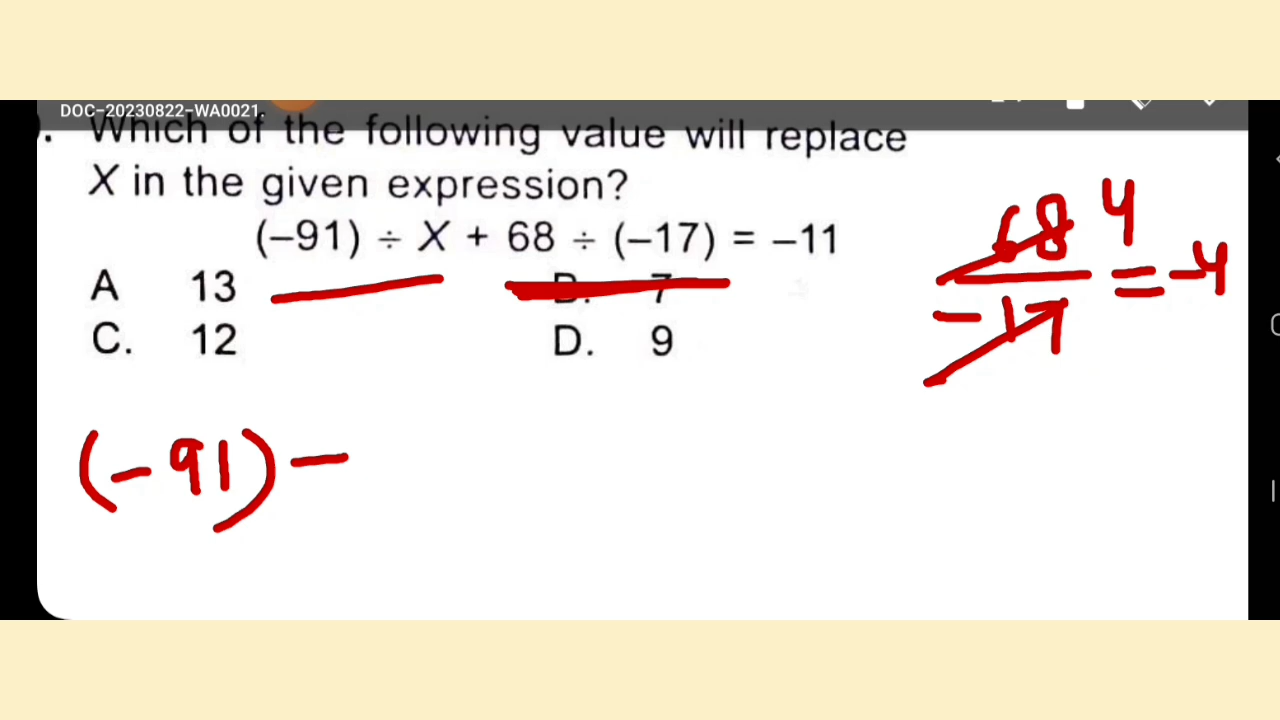 DOC-20230822-WA0021.
. Which of the following value will replace
X in the given expression?
(–91) ÷ X + 68 ÷ (–17) = –11
A 13 B. 7
C. 12 D. 9
68 4
-17 = -4
(-91) -